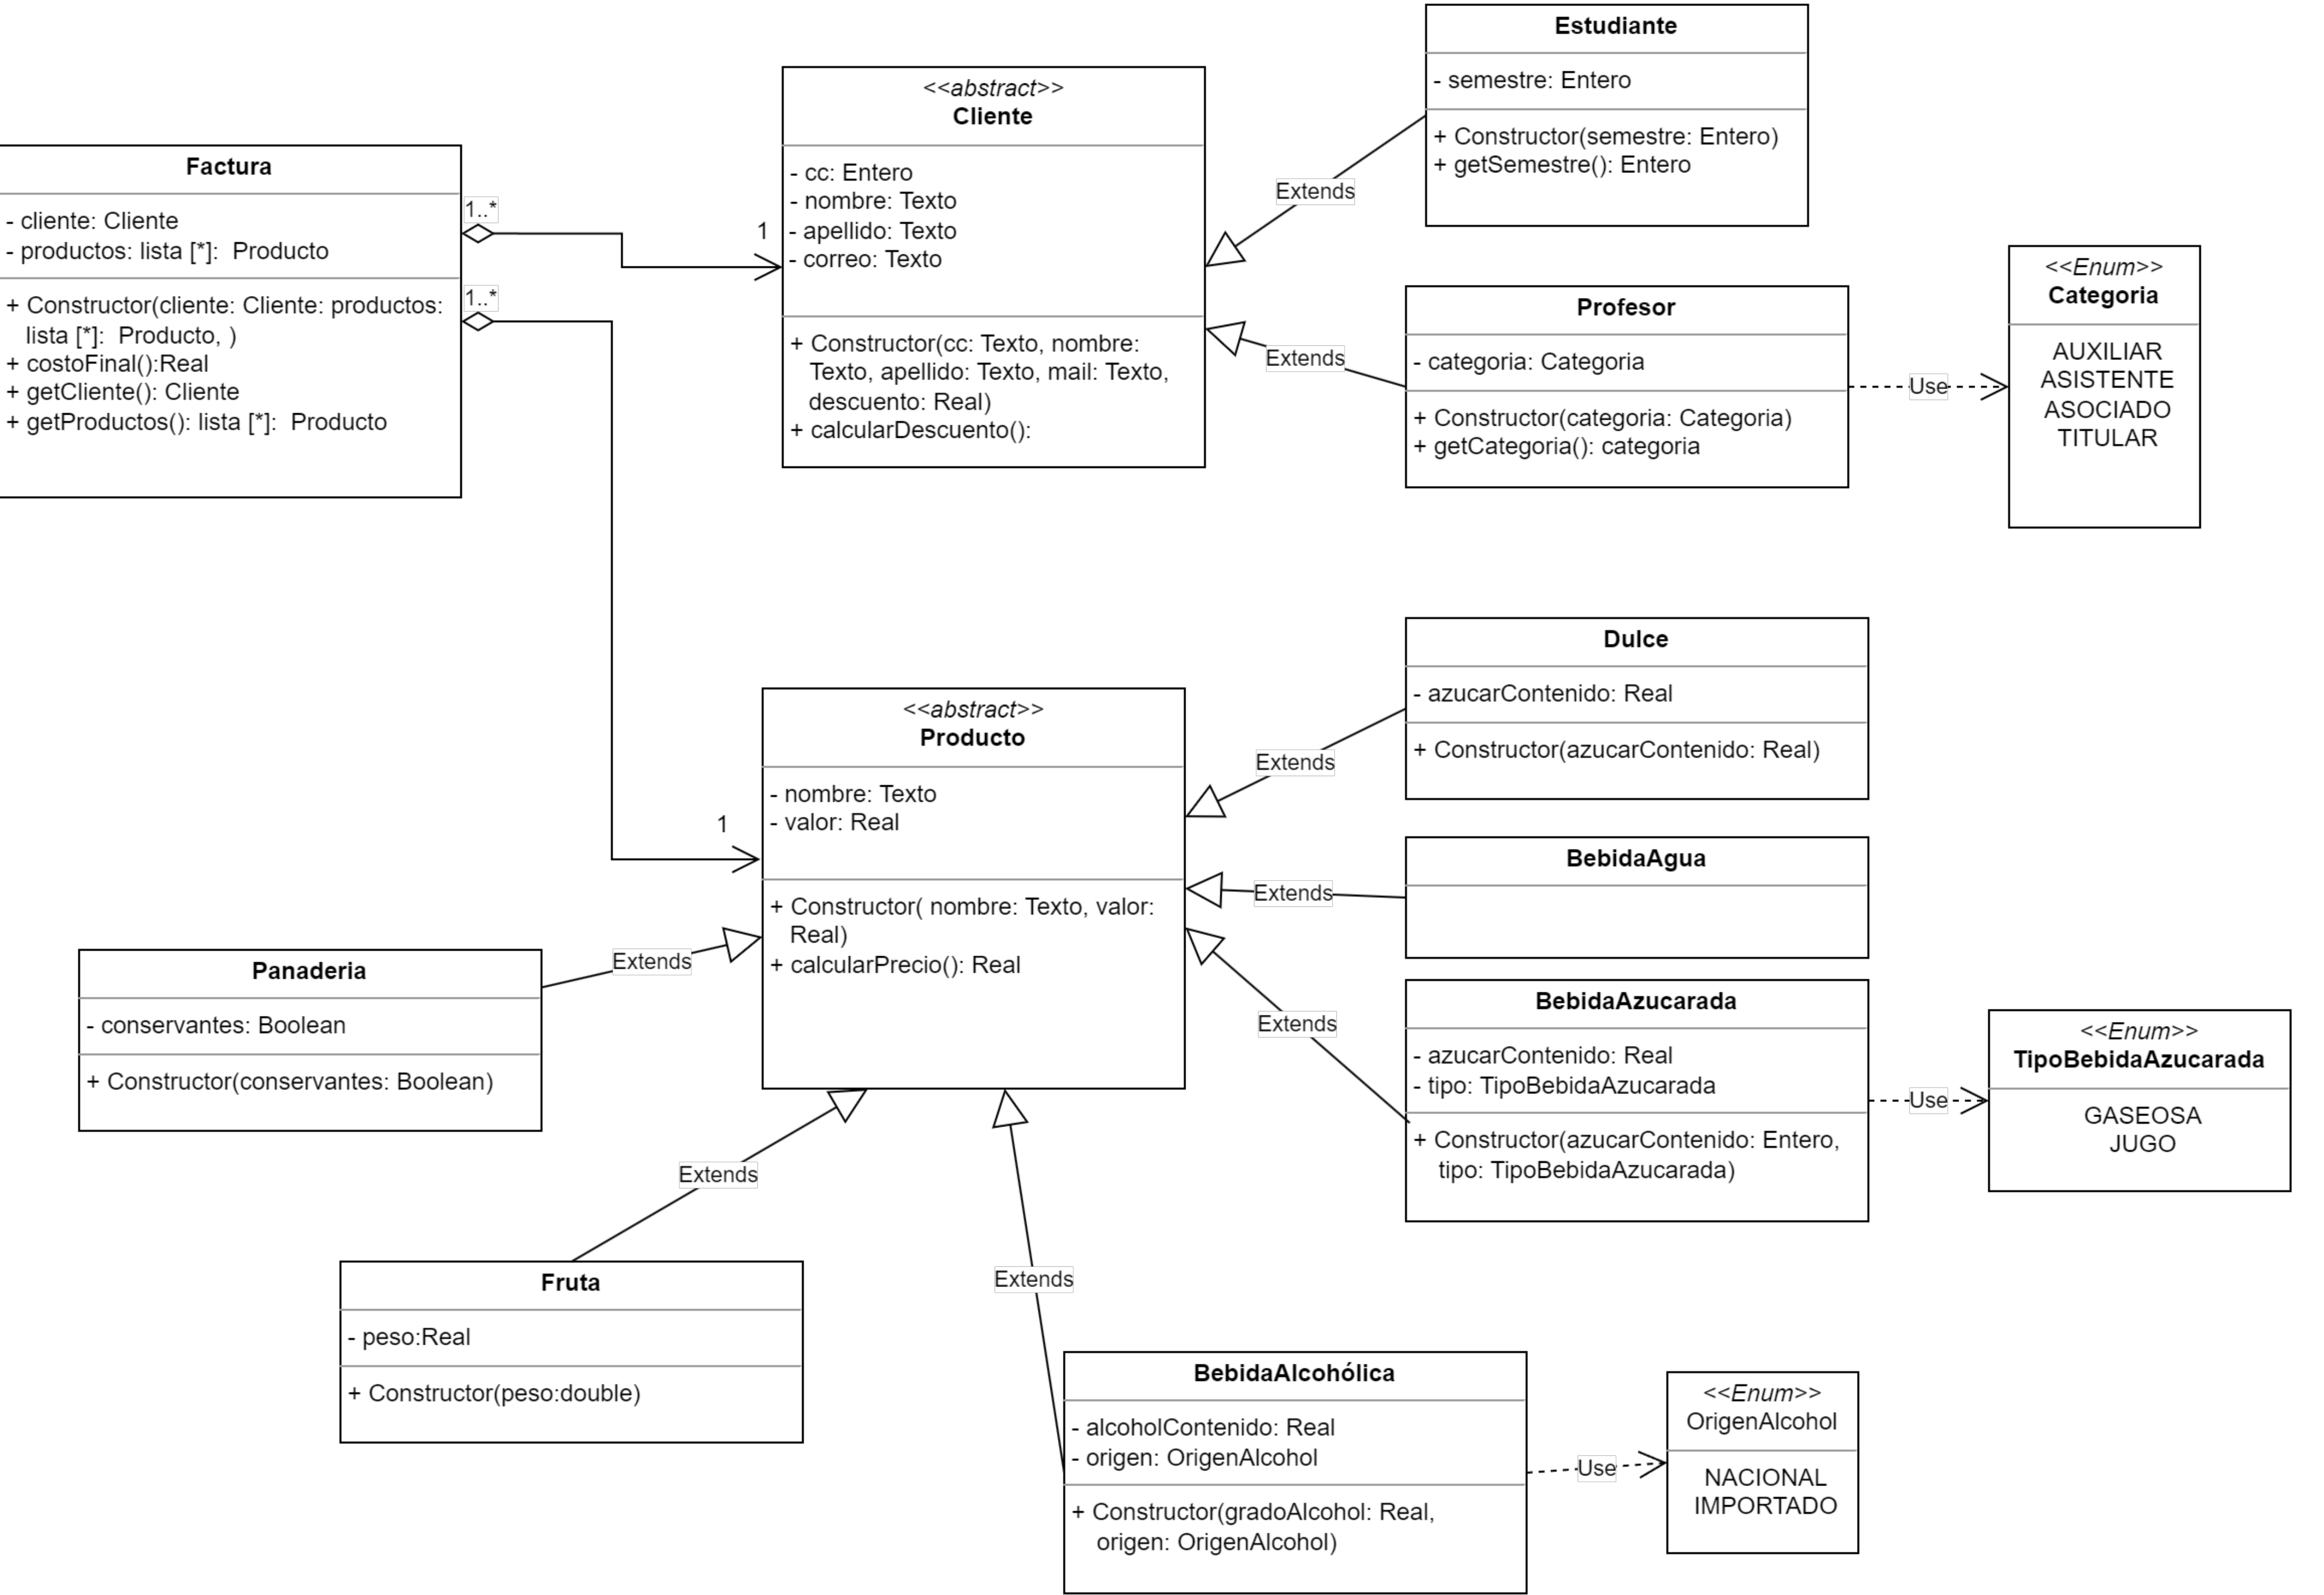 Factura
- cliente: Cliente
- productos: lista [*]:  Producto
+ Constructor(cliente: Cliente: productos:
lista [*]:  Producto, )
+ costoFinal():Real
+ getCliente(): Cliente
+ getProductos(): lista [*]:  Producto
1..*
1
1..*
1
<<abstract>>
Cliente
- cc: Entero
- nombre: Texto
- apellido: Texto
- correo: Texto
+ Constructor(cc: Texto, nombre:
Texto, apellido: Texto, mail: Texto,
descuento: Real)
+ calcularDescuento():
Extends
Estudiante
- semestre: Entero
+ Constructor(semestre: Entero)
+ getSemestre(): Entero
Extends
Profesor
- categoria: Categoria
+ Constructor(categoria: Categoria)
+ getCategoria(): categoria
Use
<<Enum>>
Categoria
AUXILIAR
ASISTENTE
ASOCIADO
TITULAR
<<abstract>>
Producto
- nombre: Texto
- valor: Real
+ Constructor( nombre: Texto, valor:
Real)
+ calcularPrecio(): Real
Extends
Dulce
- azucarContenido: Real
+ Constructor(azucarContenido: Real)
Extends
BebidaAgua
Extends
BebidaAzucarada
- azucarContenido: Real
- tipo: TipoBebidaAzucarada
+ Constructor(azucarContenido: Entero,
tipo: TipoBebidaAzucarada)
Use
<<Enum>>
TipoBebidaAzucarada
GASEOSA
JUGO
Extends
Panaderia
- conservantes: Boolean
+ Constructor(conservantes: Boolean)
Extends
Fruta
- peso:Real
+ Constructor(peso:double)
Extends
BebidaAlcohólica
- alcoholContenido: Real
- origen: OrigenAlcohol
+ Constructor(gradoAlcohol: Real,
origen: OrigenAlcohol)
Use
<<Enum>>
OrigenAlcohol
NACIONAL
IMPORTADO